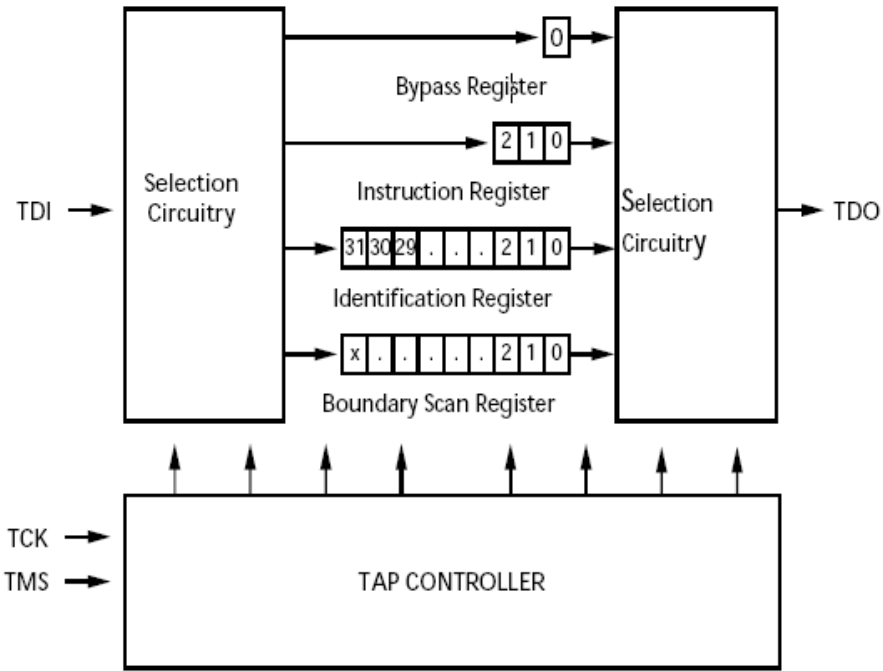 0
Bypass Register
2 1 0
Selection
Circuitry
Instruction Register
TDI
Selection
Circuitry
TDO
31 30 29 . . . 2 1 0
Identification Register
x . . . . . 2 1 0
Boundary Scan Register
TCK
TMS
TAP CONTROLLER